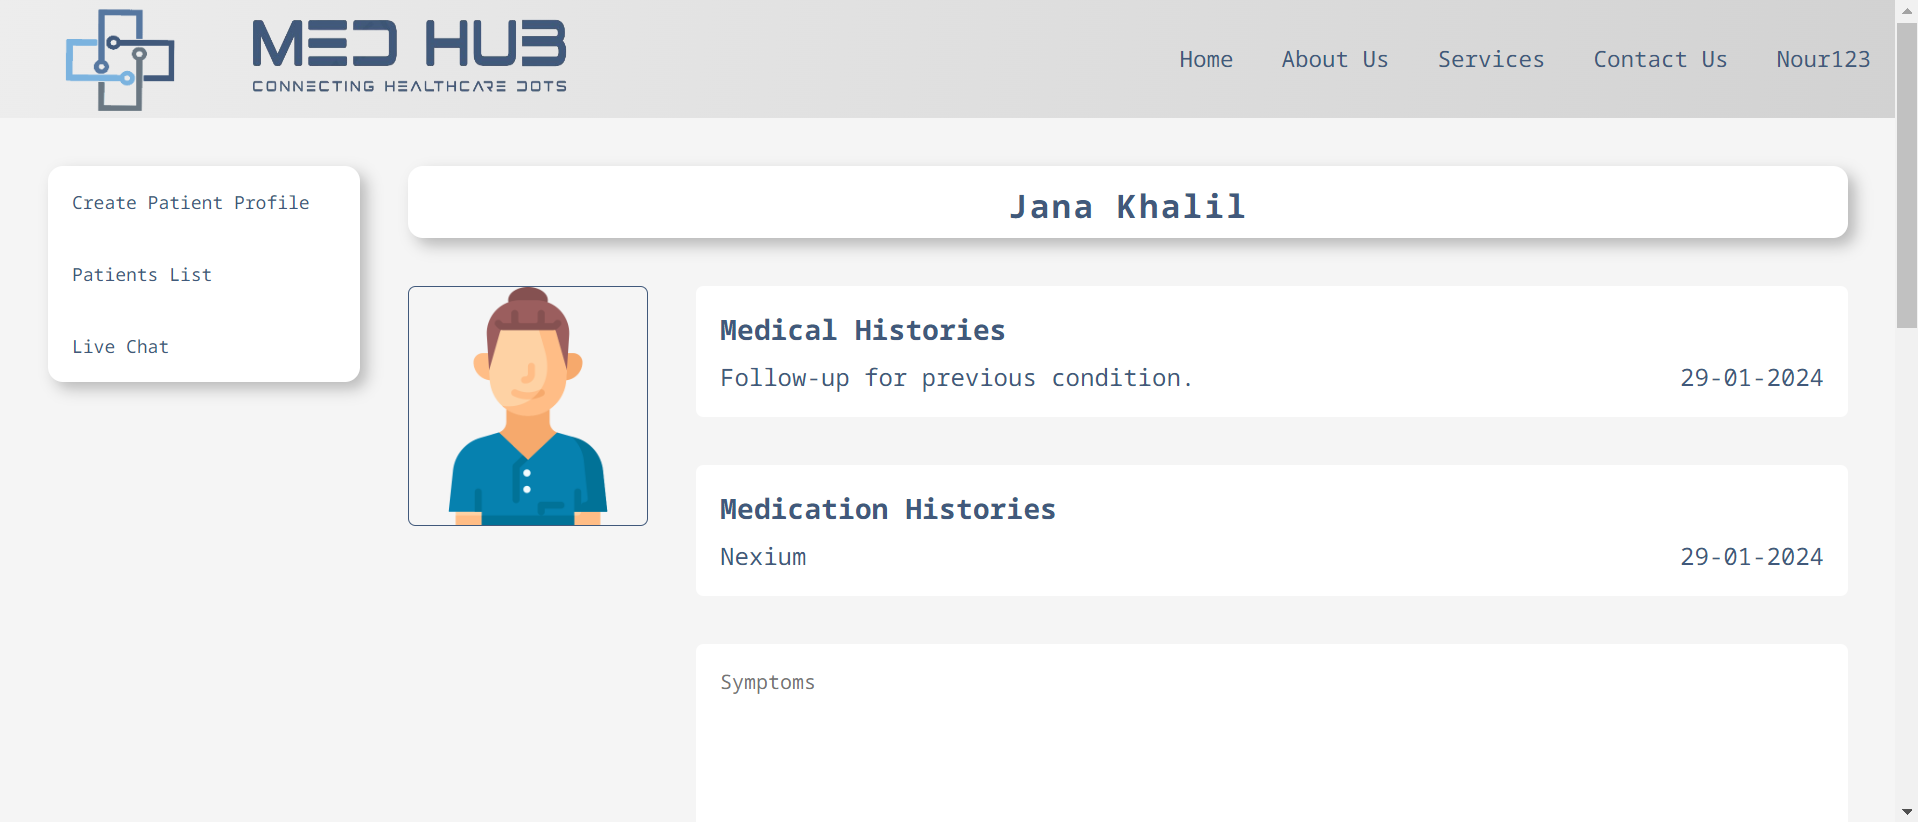 MED HUB
CONNECTING HEALTHCARE DOTS
Home About Us Services Contact Us Nour123
Create Patient Profile
Patients List
Live Chat
Jana Khalil
Medical Histories
Follow-up for previous condition. 29-01-2024
Medication Histories
Nexium 29-01-2024
Symptoms